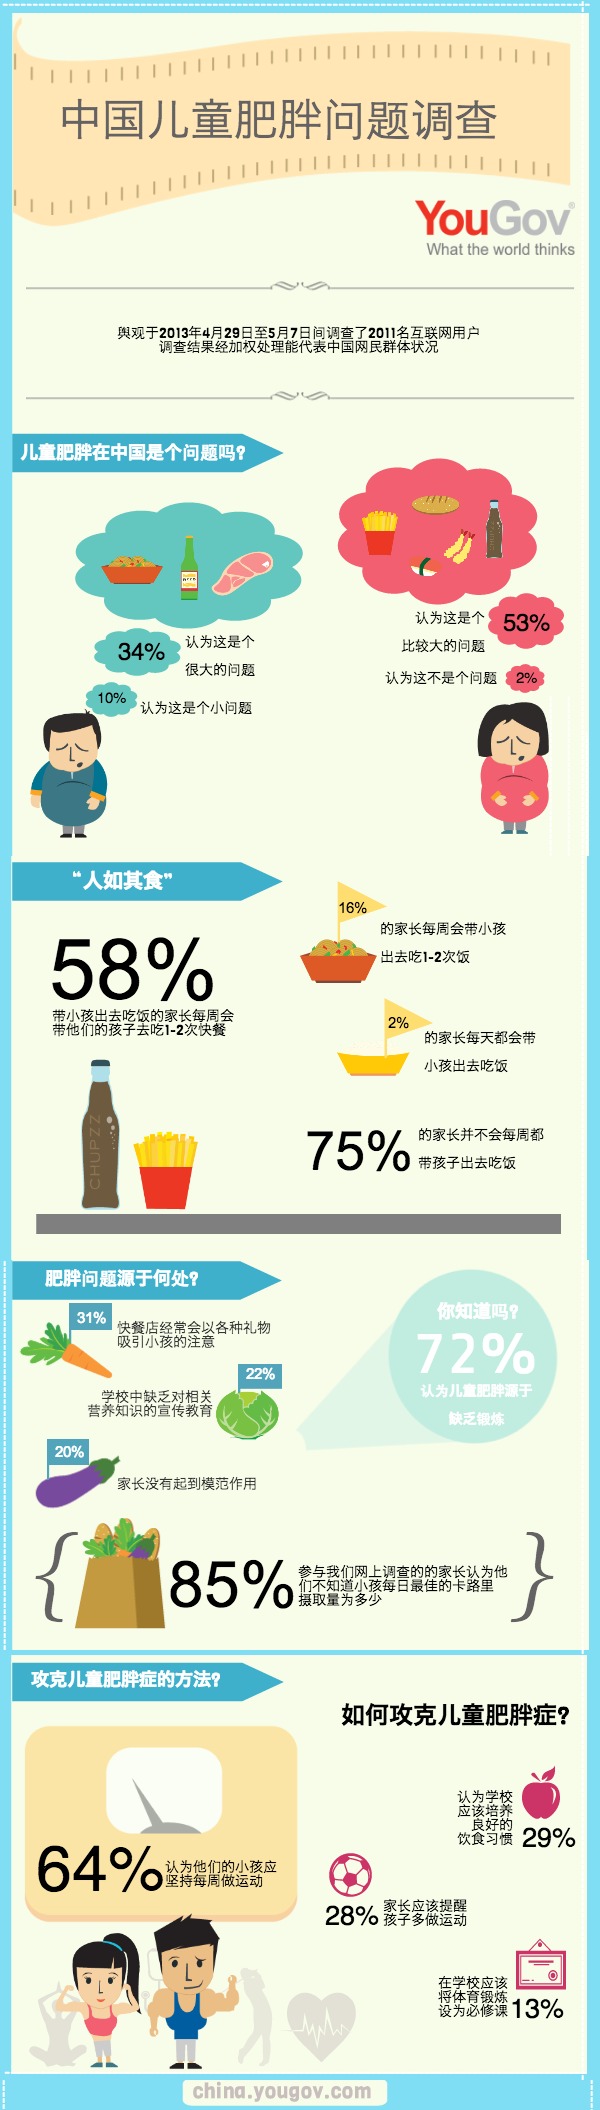 中国儿童肥胖问题调查
YouGov®
What the world thinks
舆观于2013年4月29日至5月7日间调查了2011名互联网用户
调查结果经加权处理能代表中国网民群体状况
儿童肥胖在中国是个问题吗?
34%
认为这是个
很大的问题
10%
认为这是个小问题
认为这是个
比较大的问题
53%
认为这不是个问题
2%
“人如其食”
58%
带小孩出去吃饭的家长每周会
带他们的孩子去吃1-2次快餐
CHUPZZ
16%
的家长每周会带小孩
出去吃1-2次饭
2%
的家长每天都会带
小孩出去吃饭
75%
的家长并不会每周都
带孩子出去吃饭
肥胖问题源于何处?
31%
快餐店经常会以各种礼物
吸引小孩的注意
22%
学校中缺乏对相关
营养知识的宣传教育
20%
家长没有起到模范作用
你知道吗?
72%
认为儿童肥胖源于
缺乏锻炼
85%
参与我们网上调查的的家长认为他
们不知道小孩每日最佳的卡路里
摄取量为多少
攻克儿童肥胖症的方法?
如何攻克儿童肥胖症?
64%
认为他们的小孩应
坚持每周做运动
认为学校
应该培养
良好的
饮食习惯
29%
28%
家长应该提醒
孩子多做运动
在学校应该
将体育锻炼
设为必修课
13%
china.yougov.com